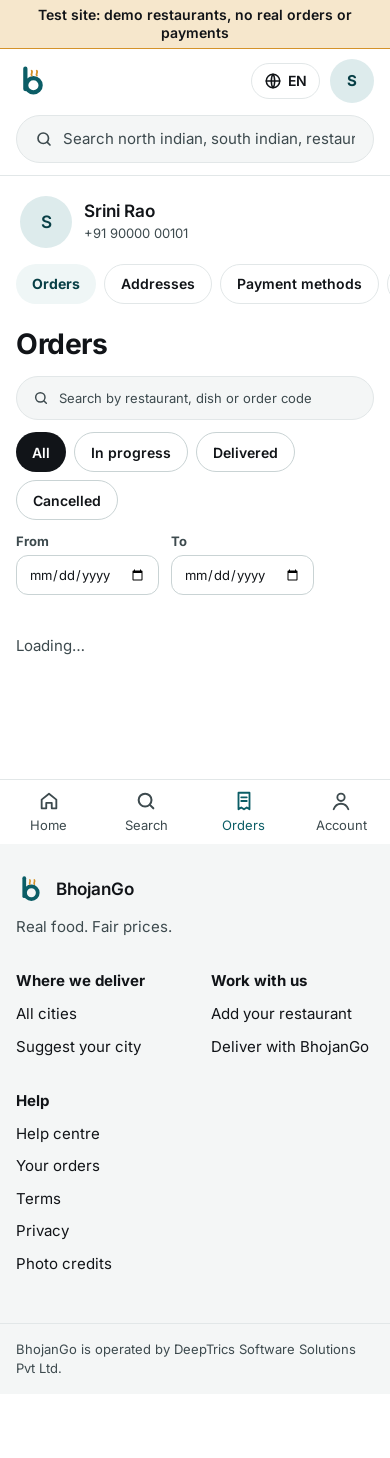 Test site: demo restaurants, no real orders or
payments
EN
S
Search north indian, south indian, restaur
S
Srini Rao
+91 90000 00101
Orders
Addresses
Payment methods
Orders
Search by restaurant, dish or order code
All
In progress
Delivered
Cancelled
From
To
mm/dd/yyyy
mm/dd/yyyy
Loading...
Home
Search
Orders
Account
BhojanGo
Real food. Fair prices.
Where we deliver
Work with us
All cities
Add your restaurant
Suggest your city
Deliver with BhojanGo
Help
Help centre
Your orders
Terms
Privacy
Photo credits
BhojanGo is operated by DeepTrics Software Solutions
Pvt Ltd.